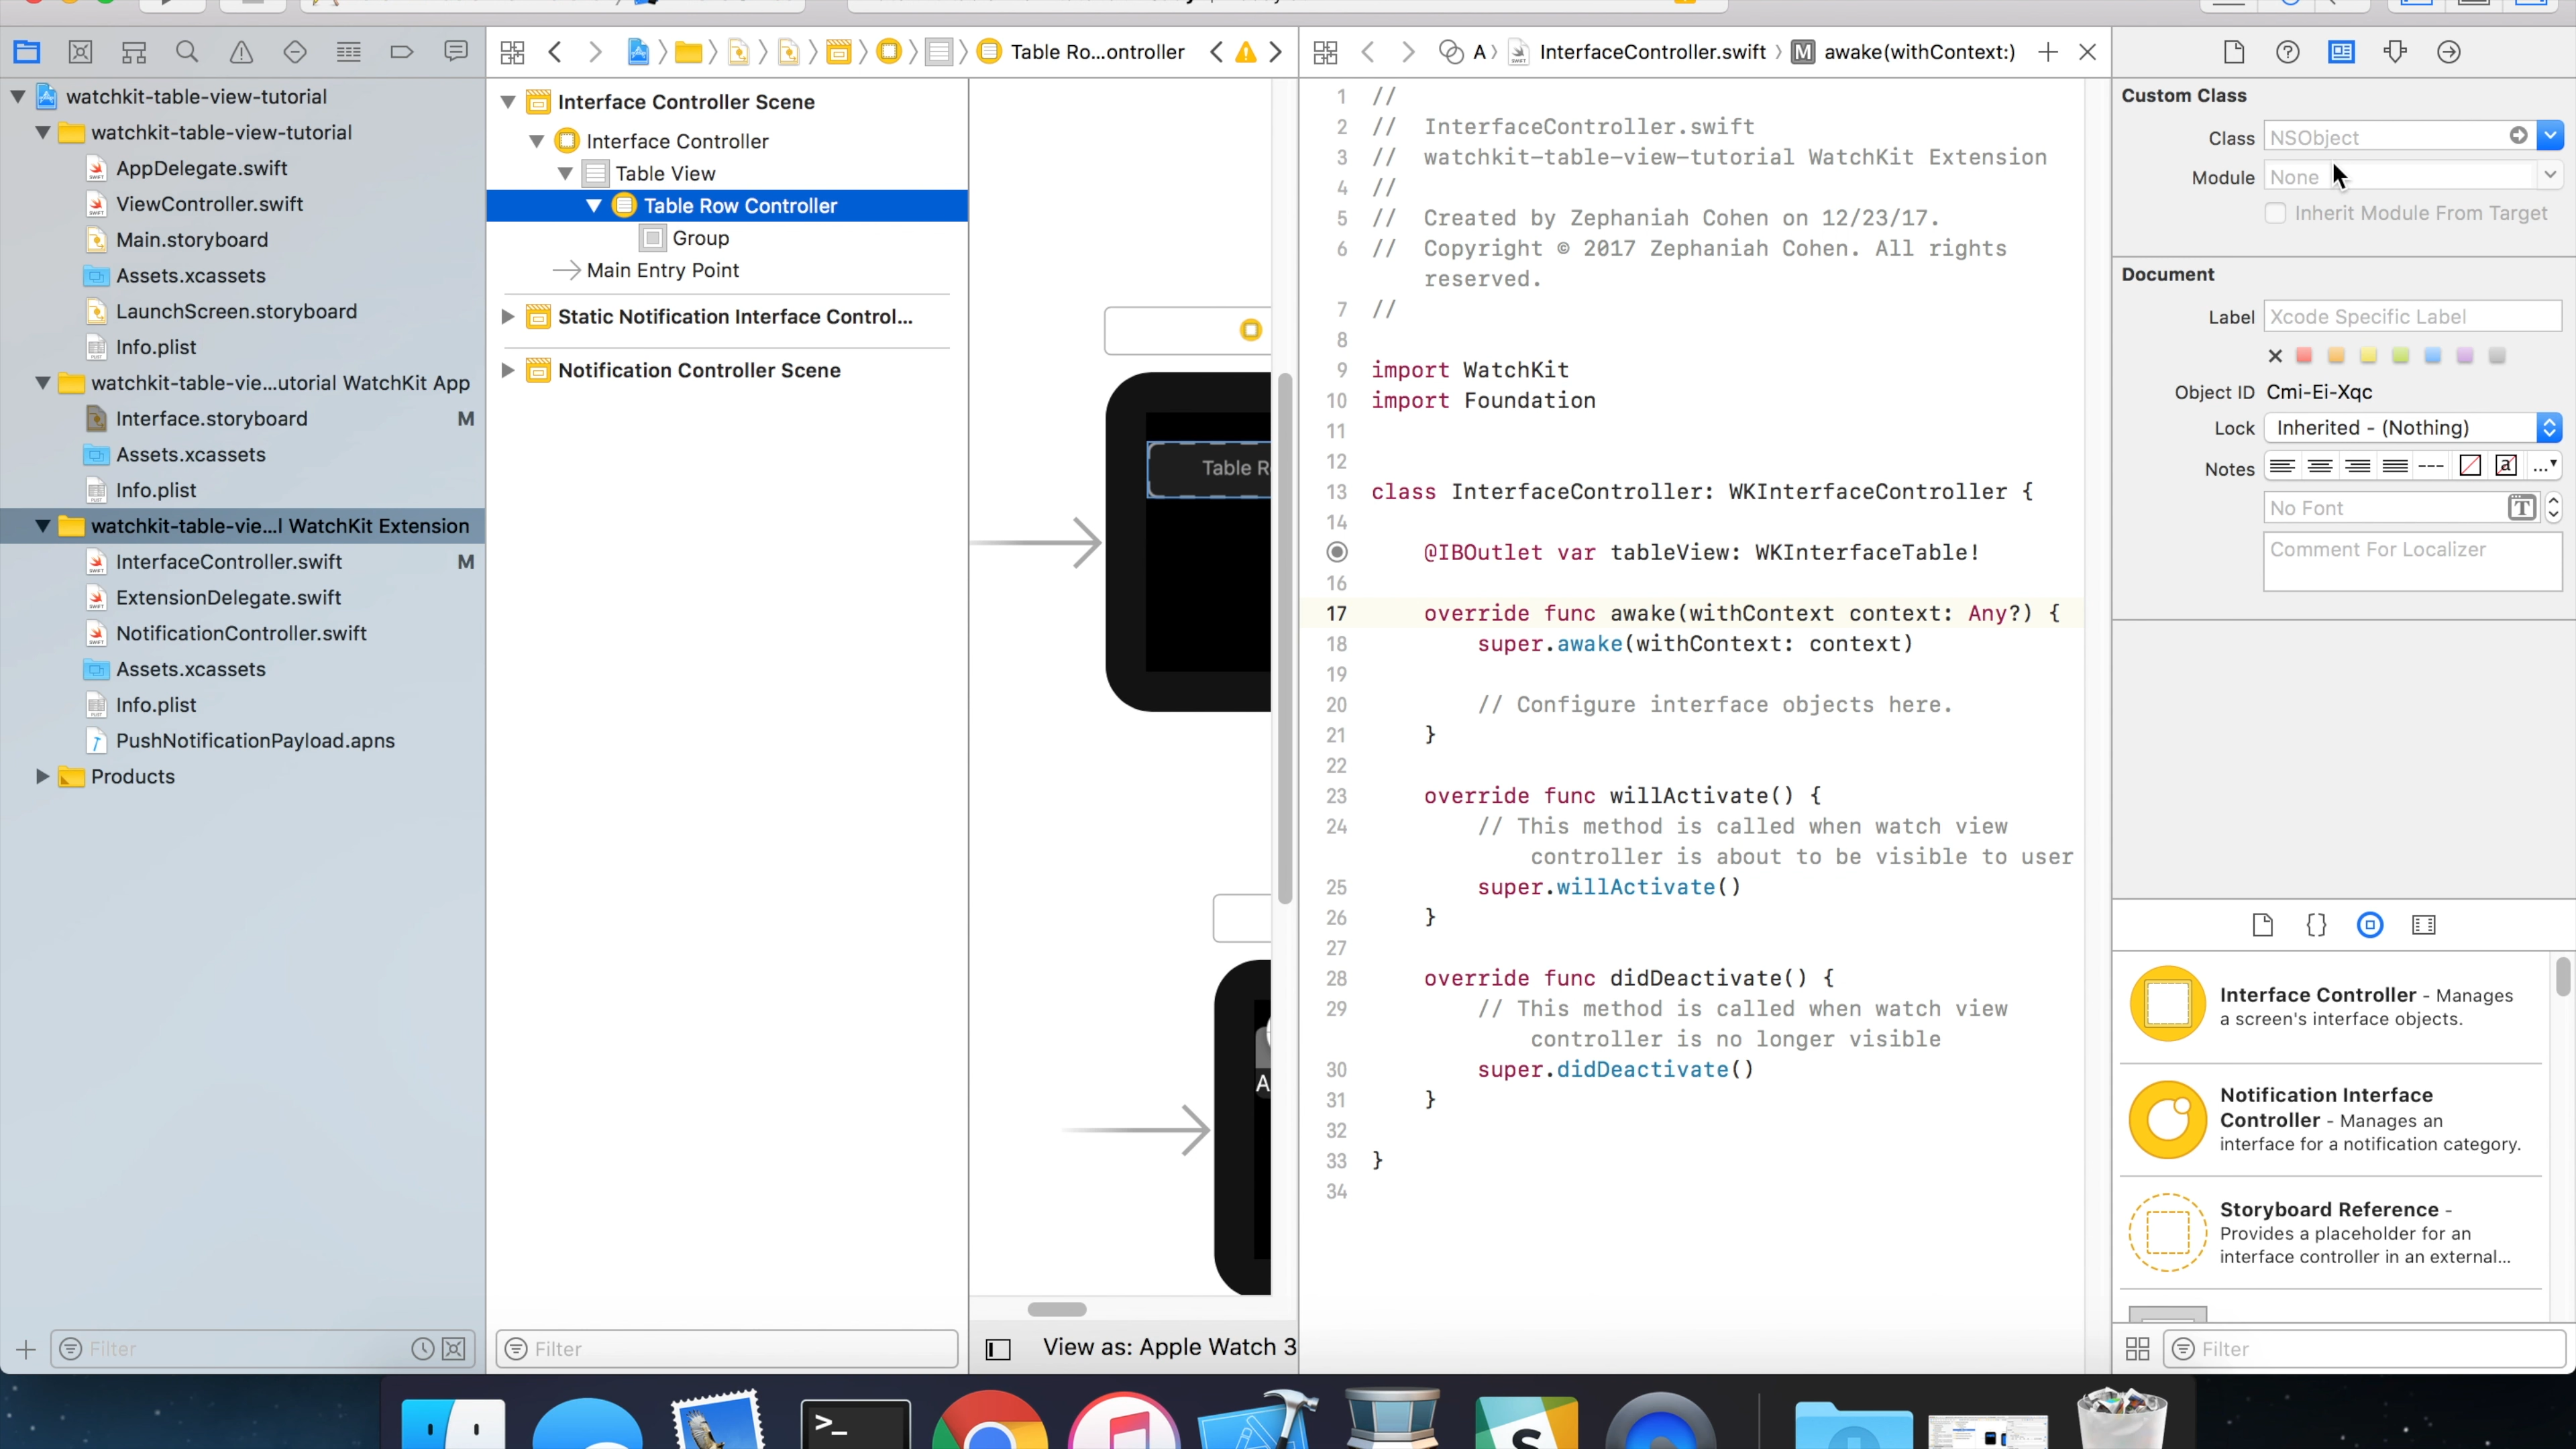 Table Ro...ontroller
A
InterfaceController.swift
M
awake(withContext:)
watchkit-table-view-tutorial
watchkit-table-view-tutorial
AppDelegate.swift
ViewController.swift
Main.storyboard
Assets.xcassets
LaunchScreen.storyboard
Info.plist
watchkit-table-vie...utorial WatchKit App
Interface.storyboard M
Assets.xcassets
Info.plist
watchkit-table-vie...l WatchKit Extension
InterfaceController.swift M
ExtensionDelegate.swift
NotificationController.swift
Assets.xcassets
Info.plist
PushNotificationPayload.apns
Products
Filter
Interface Controller Scene
Interface Controller
Table View
Table Row Controller
Group
Main Entry Point
Static Notification Interface Control...
Notification Controller Scene
Filter
Table R
A
View as: Apple Watch 3
1 //
2 // InterfaceController.swift
3 // watchkit-table-view-tutorial WatchKit Extension
4 //
5 // Created by Zephaniah Cohen on 12/23/17.
6 // Copyright © 2017 Zephaniah Cohen. All rights
reserved.
7 //
8
9 import WatchKit
10 import Foundation
11
12
13 class InterfaceController: WKInterfaceController {
14
@IBOutlet var tableView: WKInterfaceTable!
16
17 override func awake(withContext context: Any?) {
18 super.awake(withContext: context)
19
20 // Configure interface objects here.
21 }
22
23 override func willActivate() {
24 // This method is called when watch view
controller is about to be visible to user
25 super.willActivate()
26 }
27
28 override func didDeactivate() {
29 // This method is called when watch view
controller is no longer visible
30 super.didDeactivate()
31 }
32
33 }
34
Custom Class
Class NSObject
Module None
Inherit Module From Target
Document
Label Xcode Specific Label
Object ID Cmi-Ei-Xqc
Lock Inherited - (Nothing)
Notes
No Font
Comment For Localizer
Interface Controller - Manages
a screen's interface objects.
Notification Interface
Controller - Manages an
interface for a notification category.
Storyboard Reference -
Provides a placeholder for an
interface controller in an external...
Filter